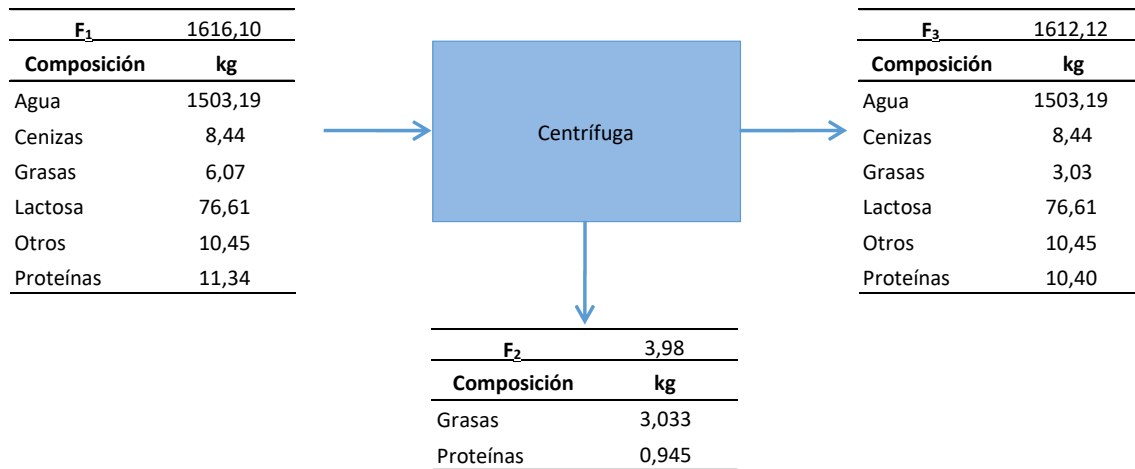 F₁ 1616,10
Composición kg
Agua 1503,19
Cenizas 8,44
Grasas 6,07
Lactosa 76,61
Otros 10,45
Proteínas 11,34
Centrífuga
F₃ 1612,12
Composición kg
Agua 1503,19
Cenizas 8,44
Grasas 3,03
Lactosa 76,61
Otros 10,45
Proteínas 10,40
F₂ 3,98
Composición kg
Grasas 3,033
Proteínas 0,945